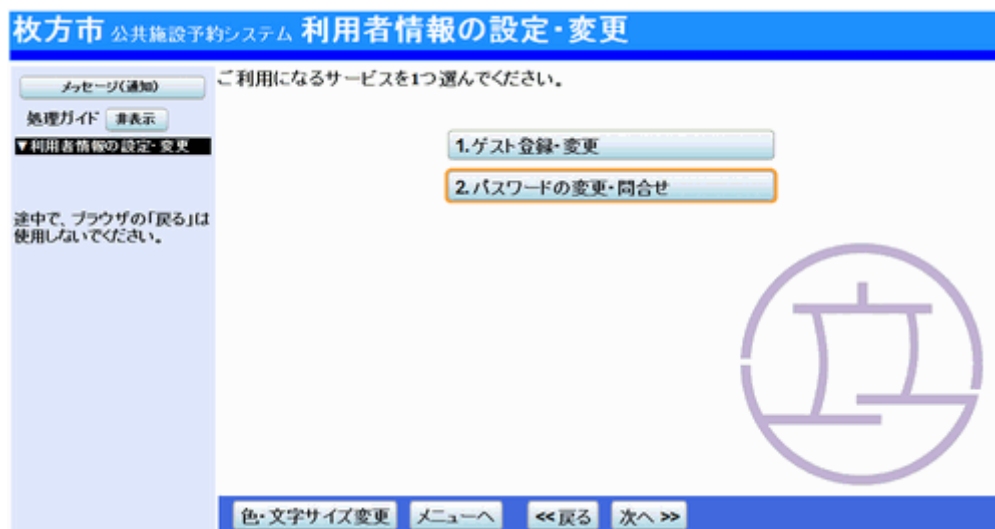 枚方市 公共施設予約システム 利用者情報の設定・変更
メッセージ(通知)
処理ガイド 非表示
▼利用者情報の設定・変更
途中で、ブラウザの「戻る」は
使用しないでください。
ご利用になるサービスを1つ選んでください。
1.ゲスト登録・変更
2.パスワードの変更・問合せ
色・文字サイズ変更 メニューへ <<戻る 次へ>>